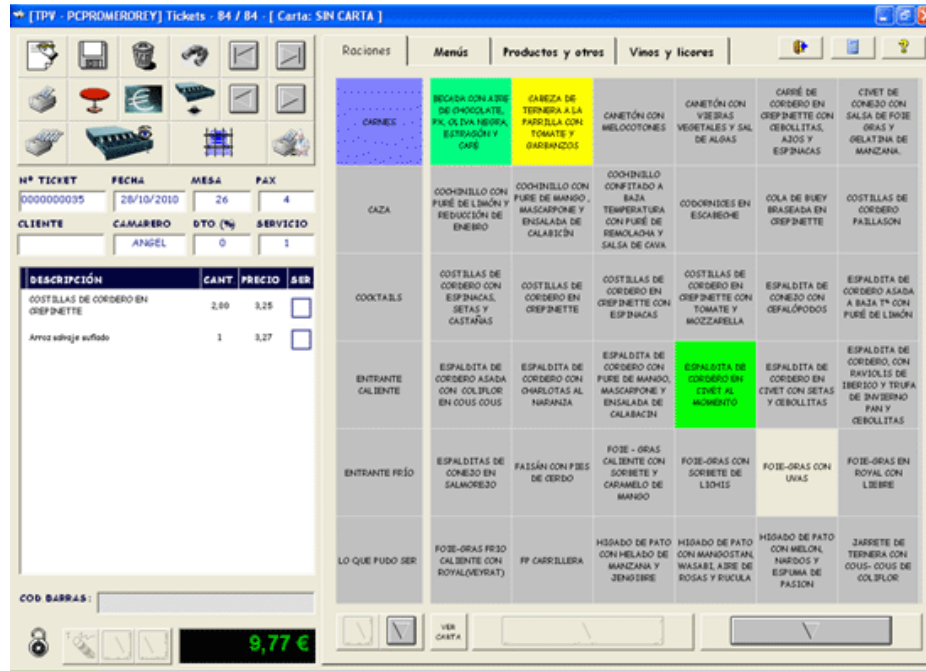 [TPV - PCPROMEROREY] Tickets - 84 / 84 - [ Carta: SIN CARTA ]
Raciones
Menús
Productos y otros
Vinos y licores
Nº TICKET
FECHA
MESA
PAX
0000000035
28/10/2010
26
4
CLIENTE
CAMARERO
DTO (%)
SERVICIO
ANGEL
0
1
DESCRIPCIÓN
CANT
PRECIO
SER
COSTILLAS DE CORDERO EN
CREPINETTE
2,00
3,25
Arroz salvaje suflado
1
3,27
COD BARRAS:
9,77 €
CARNES
BECADA CON AIRE
DE CHOCOLATE,
PX, OLIVA NEGRA,
ESTRAGÓN Y
CAFÉ
CABEZA DE
TERNERA A LA
PARRILLA CON
TOMATE Y
GARBANZOS
CANETÓN CON
MELOCOTONES
CANETÓN CON
VIEIRAS
VEGETALES Y SAL
DE ALGAS
CARRÉ DE
CORDERO EN
CREPINETTE CON
CEBOLLITAS,
AJOS Y
ESPINACAS
CIVET DE
CONEJO CON
SALSA DE FOIE
GRAS Y
GELATINA DE
MANZANA.
CAZA
COCHINILLO CON
PURÉ DE LIMÓN Y
REDUCCIÓN DE
ENEBRO
COCHINILLO CON
PURE DE MANGO ,
MASCARPONE Y
ENSALADA DE
CALABICÍN
COCHINILLO
CONFITADO A
BAJA
TEMPERATURA
CON PURÉ DE
REMOLACHA Y
SALSA DE CAVA
CODORNICES EN
ESCABECHE
COLA DE BUEY
BRASEADA EN
CREPINETTE
COSTILLAS DE
CORDERO
PAILLASON
COCKTAILS
COSTILLAS DE
CORDERO CON
ESPINACAS,
SETAS Y
CASTAÑAS
COSTILLAS DE
CORDERO EN
CREPINETTE
COSTILLAS DE
CORDERO EN
CREPINETTE CON
ESPINACAS
COSTILLAS DE
CORDERO EN
CREPINETTE CON
TOMATE Y
MOZZARELLA
ESPALDITA DE
CONEJO CON
CEFALÓPODOS
ESPALDITA DE
CORDERO ASADA
A BAJA Tª CON
PURÉ DE LIMÓN
ENTRANTE
CALIENTE
ESPALDITA DE
CORDERO ASADA
CON COLIFLOR
EN COUS COUS
ESPALDITA DE
CORDERO CON
CHARLOTAS AL
NARANJA
ESPALDITA DE
CORDERO CON
PURE DE MANGO,
MASCARPONE Y
ENSALADA DE
CALABACIN
ESPALDITA DE
CORDERO EN
CIVET AL
MOMENTO
ESPALDITA DE
CORDERO EN
CIVET CON SETAS
Y CEBOLLITAS
ESPALDITA DE
CORDERO, CON
RAVIOLIS DE
IBERICO Y TRUFA
DE INVIERNO
PAN Y
CEBOLLITAS
ENTRANTE FRÍO
ESPALDITAS DE
CONEJO EN
SALMOREJO
FAISÁN CON PIES
DE CERDO
FOIE - GRAS
CALIENTE CON
SORBETE Y
CARAMELO DE
MANGO
FOIE-GRAS CON
SORBETE DE
LICHIS
FOIE-GRAS CON
UVAS
FOIE-GRAS EN
ROYAL CON
LIEBRE
LO QUE PUDO SER
FOIE-GRAS FRIO
CALIENTE CON
ROYAL(VEYRAT)
FP CARRILLERA
HIGADO DE PATO
CON HELADO DE
MANZANA Y
JENGIBRE
HIGADO DE PATO
CON MANGOSTAN,
WASABI, AIRE DE
ROSAS Y RUCULA
HIGADO DE PATO
CON MELON,
NARDOS Y
ESPUMA DE
PASION
JARRETE DE
TERNERA CON
COUS- COUS DE
COLIFLOR
VER
CARTA